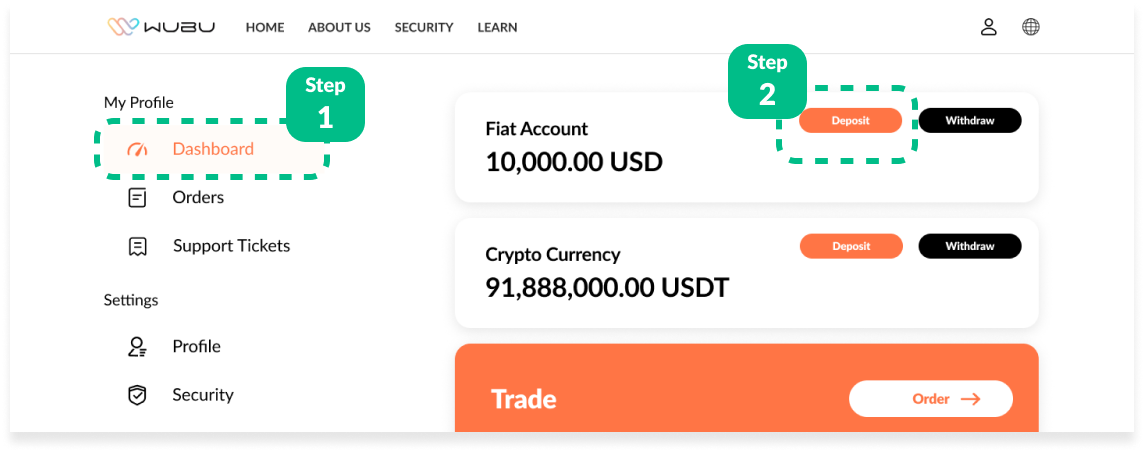 WUBU HOME ABOUT US SECURITY LEARN
Step
1
Step
2
My Profile
Dashboard
Orders
Support Tickets
Settings
Profile
Security
Fiat Account
10,000.00 USD
Deposit
Withdraw
Crypto Currency
91,888,000.00 USDT
Deposit
Withdraw
Trade
Order